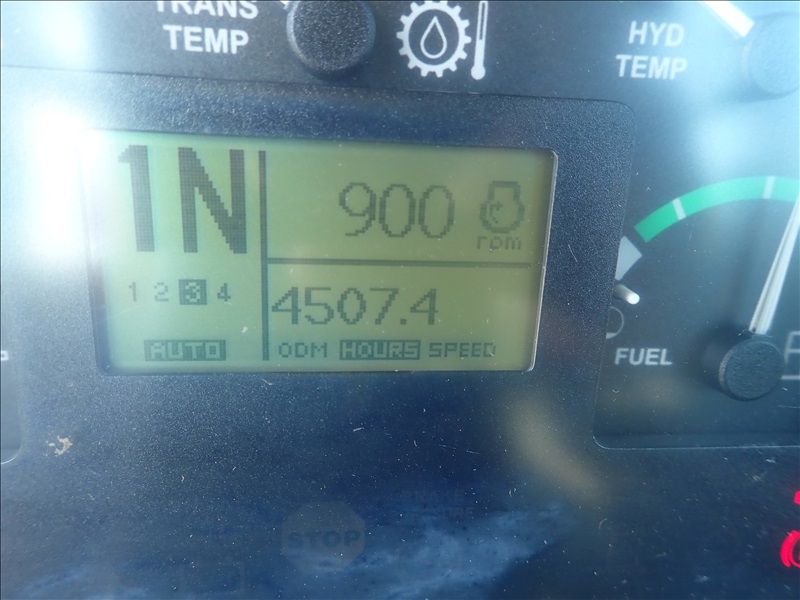 TRANS
TEMP
HYD
TEMP
1N
900
rpm
1 2 3 4
4507.4
AUTO
ODM HOURS SPEED
FUEL
STOP